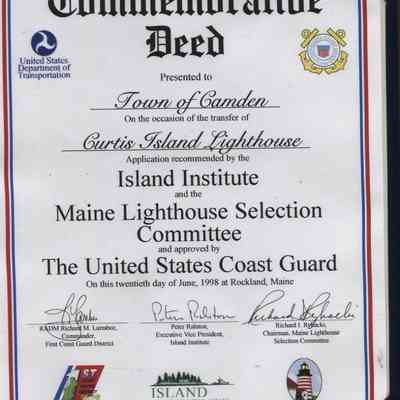 Commemorative
Deed
United States
Department of
Transportation
Presented to
Town of Camden
On the occasion of the transfer of
Curtis Island Lighthouse
Application recommended by the
Island Institute
and the
Maine Lighthouse Selection
Committee
and approved by
The United States Coast Guard
On this twentieth day of June, 1998 at Rockland, Maine
Peter Ralston
RADM Richard M. Larrabee,
Commander,
First Coast Guard District
Peter Ralston,
Executive Vice President,
Island Institute
Richard I. Rybacki,
Chairman, Maine Lighthouse
Selection Committee
1ST
ISLAND